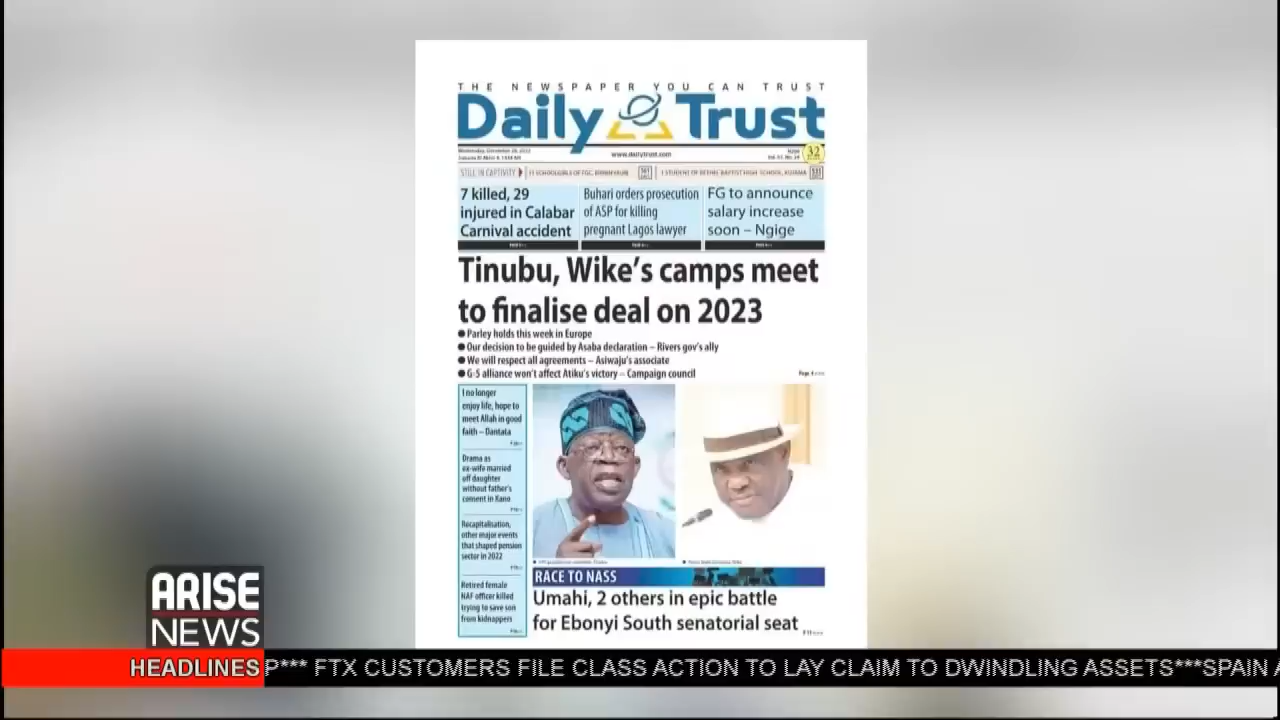 THE NEWSPAPER YOU CAN TRUST
Daily Trust
Wednesday, December 28, 2022
www.dailytrust.com
32
STILL IN CAPTIVITY
7 killed, 29
injured in Calabar
Carnival accident
Buhari orders prosecution
of ASP for killing
pregnant Lagos lawyer
FG to announce
salary increase
soon – Ngige
Tinubu, Wike's camps meet
to finalise deal on 2023
● Parley holds this week in Europe
● Our decision to be guided by Asaba declaration – Rivers gov's ally
● We will respect all agreements – Asiwaju's associate
● G-5 alliance won't affect Atiku's victory – Campaign council
I no longer
enjoy life, hope to
meet Allah in good
faith – Dantata
Drama as
ex-wife married
off daughter
without father's
consent in Kano
Recapitalisation,
other major events
that shaped pension
sector in 2022
Retired female
NAF officer killed
trying to save son
from kidnappers
RACE TO NASS
Umahi, 2 others in epic battle
for Ebonyi South senatorial seat
ARISE
NEWS
HEADLINES P*** FTX CUSTOMERS FILE CLASS ACTION TO LAY CLAIM TO DWINDLING ASSETS***SPAIN A